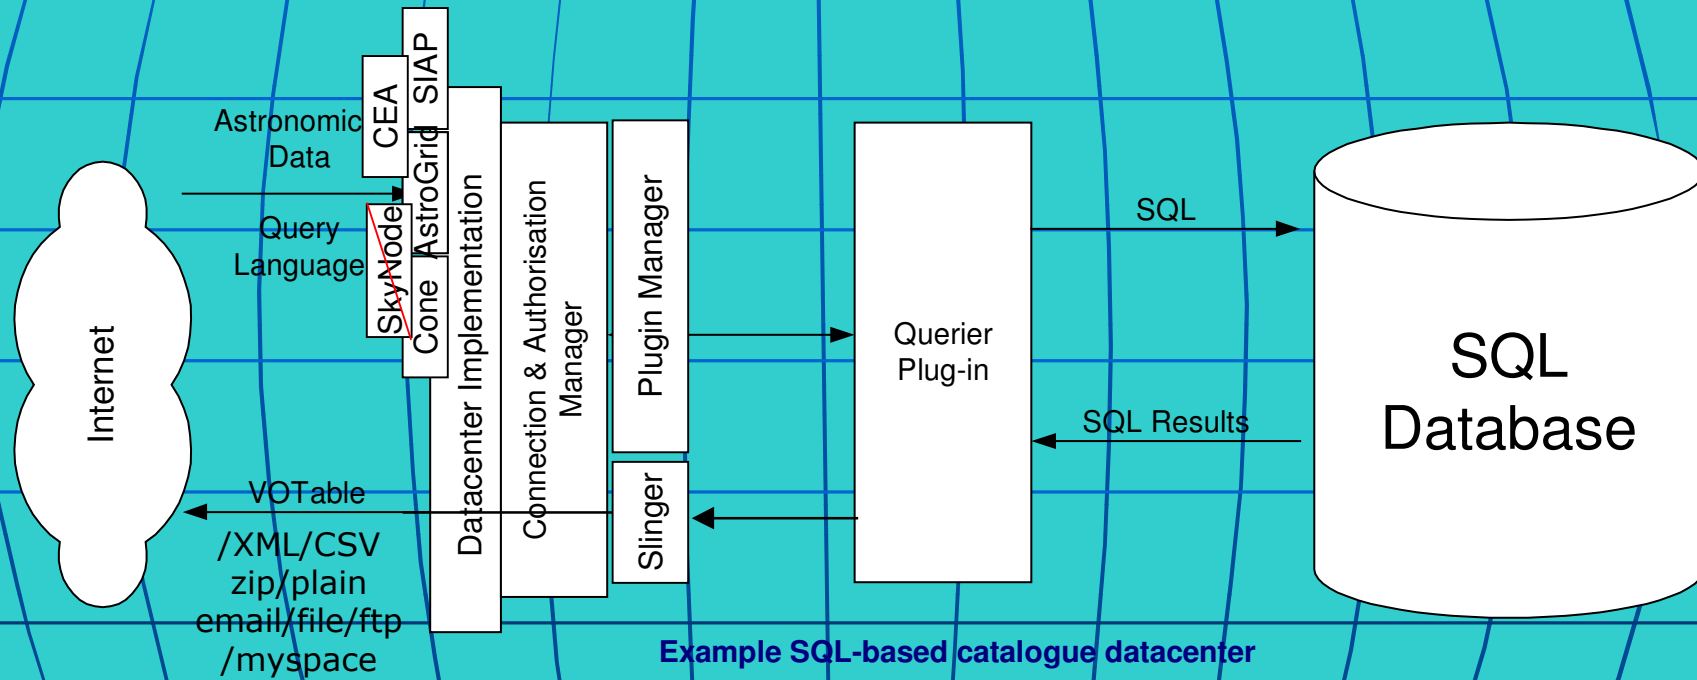 Internet
Astronomic
Data
Query
Language
VOTable
/XML/CSV
zip/plain
email/file/ftp
/myspace
SIAP
CEA
AstroGrid
SkyNode
Cone
Datacenter Implementation
Connection & Authorisation
Manager
Plugin Manager
Slinger
Querier
Plug-in
SQL
SQL Results
SQL
Database
Example SQL-based catalogue datacenter